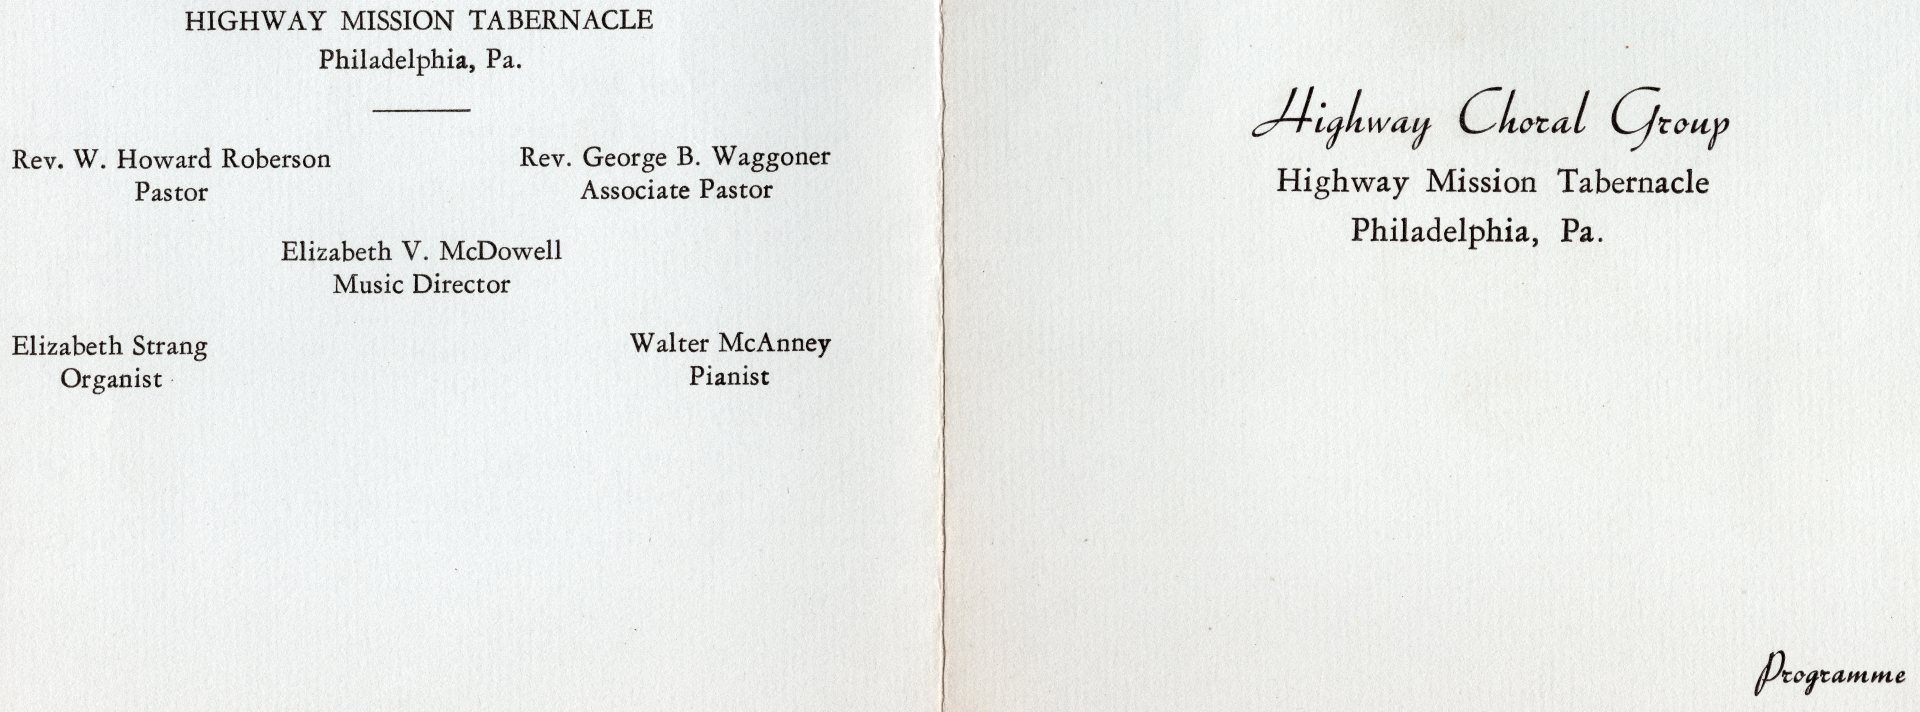 HIGHWAY MISSION TABERNACLE
Philadelphia, Pa.
Rev. W. Howard Roberson
Pastor
Rev. George B. Waggoner
Associate Pastor
Elizabeth V. McDowell
Music Director
Elizabeth Strang
Organist
Walter McAnney
Pianist
Highway Choral Group
Highway Mission Tabernacle
Philadelphia, Pa.
Programme